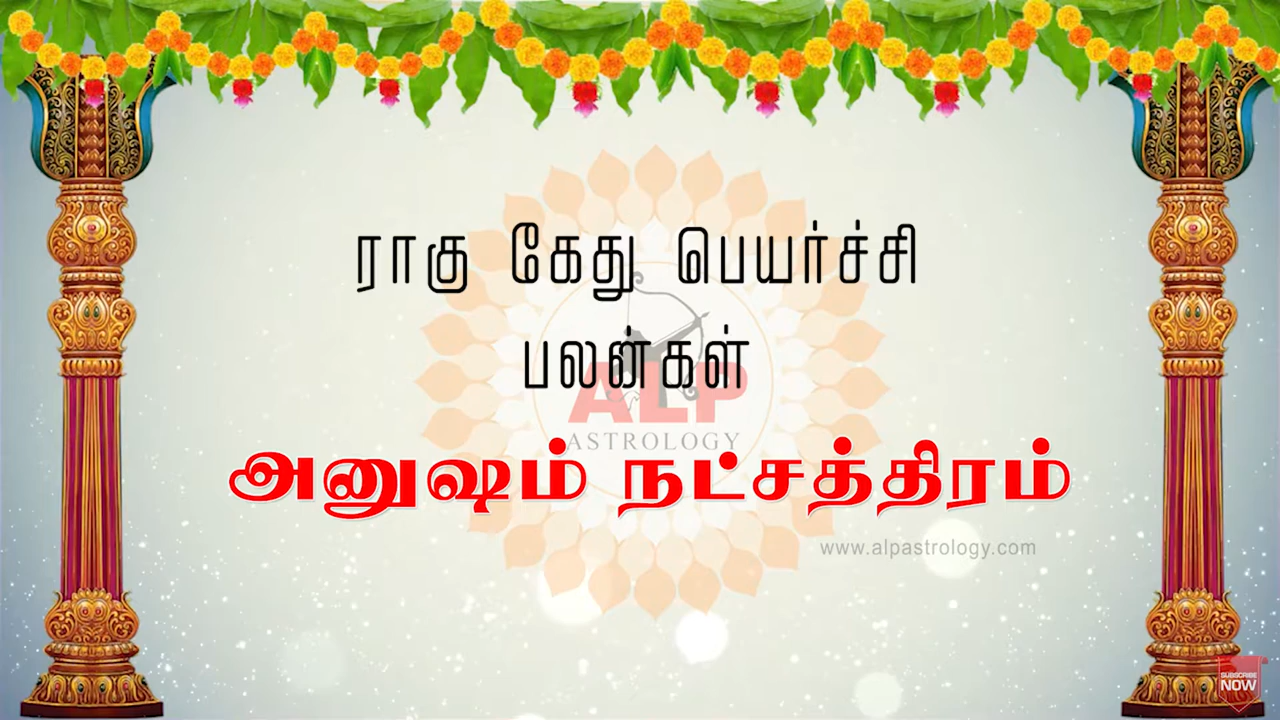 ராகு கேது பெயர்ச்சி
பலன்கள்
ALP
ASTROLOGY
அனுஷம் நட்சத்திரம்
www.alpastrology.com
SUBSCRIBE
NOW